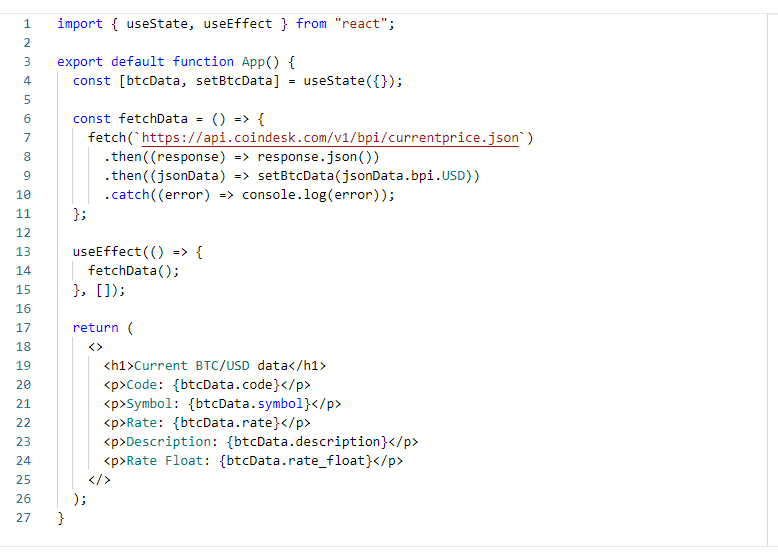 1 import { useState, useEffect } from "react";
2
3 export default function App() {
4 const [btcData, setBtcData] = useState({});
5
6 const fetchData = () => {
7 fetch(`https://api.coindesk.com/v1/bpi/currentprice.json`)
8 .then((response) => response.json())
9 .then((jsonData) => setBtcData(jsonData.bpi.USD))
10 .catch((error) => console.log(error));
11 };
12
13 useEffect(() => {
14 fetchData();
15 }, []);
16
17 return (
18 <>
19 <h1>Current BTC/USD data</h1>
20 <p>Code: {btcData.code}</p>
21 <p>Symbol: {btcData.symbol}</p>
22 <p>Rate: {btcData.rate}</p>
23 <p>Description: {btcData.description}</p>
24 <p>Rate Float: {btcData.rate_float}</p>
25 </>
26 );
27 }